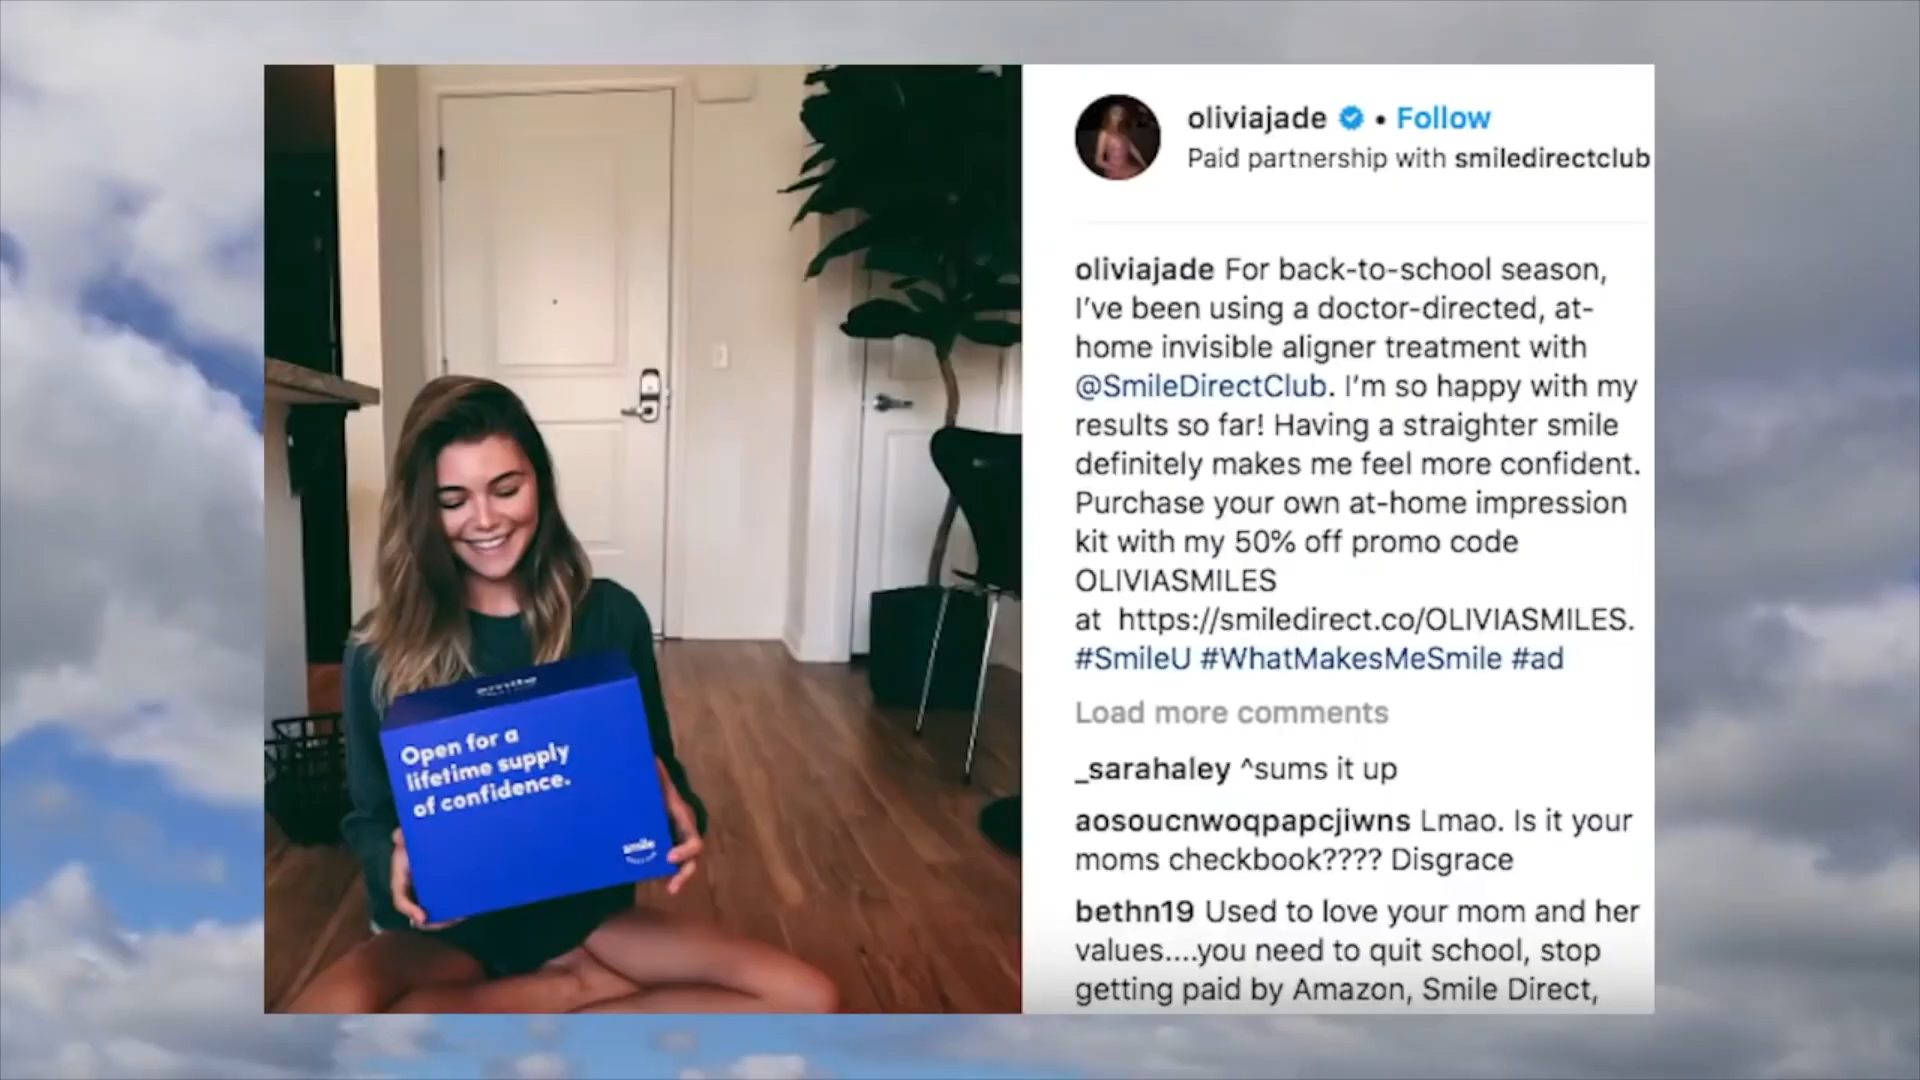 oliviajade • Follow
Paid partnership with smiledirectclub
oliviajade For back-to-school season,
I've been using a doctor-directed, at-
home invisible aligner treatment with
@SmileDirectClub. I'm so happy with my
results so far! Having a straighter smile
definitely makes me feel more confident.
Purchase your own at-home impression
kit with my 50% off promo code
OLIVIASMILES
at https://smiledirect.co/OLIVIASMILES.
#SmileU #WhatMakesMeSmile #ad
Load more comments
_sarahaley ^sums it up
aosoucnwoqpapcjiwns Lmao. Is it your
moms checkbook???? Disgrace
bethn19 Used to love your mom and her
values....you need to quit school, stop
getting paid by Amazon, Smile Direct,
smile
Open for a
lifetime supply
of confidence.
smile